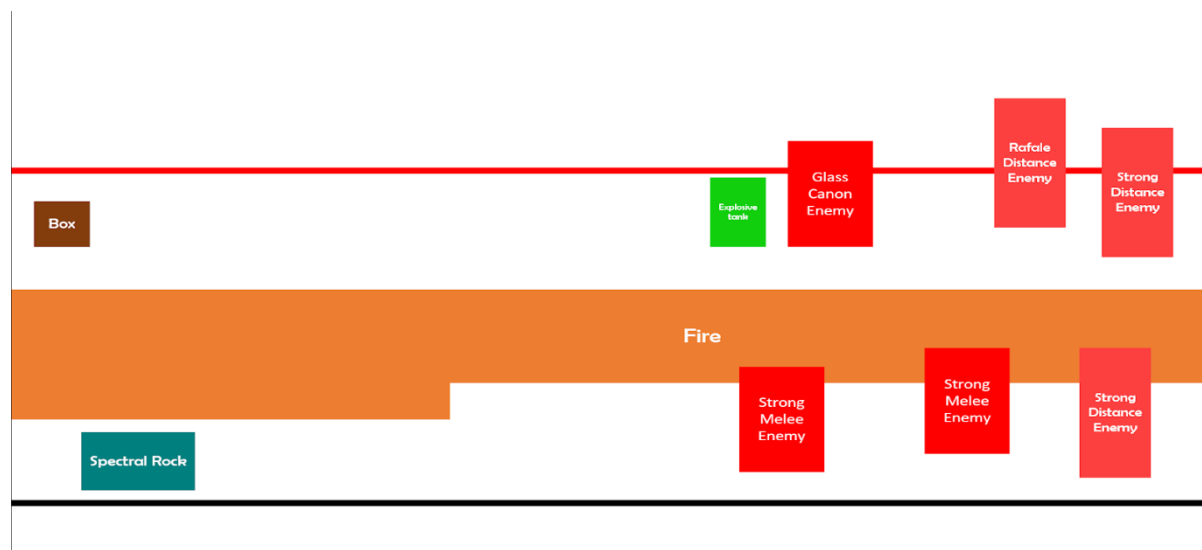 Box
Explosive
tank
Glass
Canon
Enemy
Rafale
Distance
Enemy
Strong
Distance
Enemy
Fire
Spectral Rock
Strong
Melee
Enemy
Strong
Melee
Enemy
Strong
Distance
Enemy